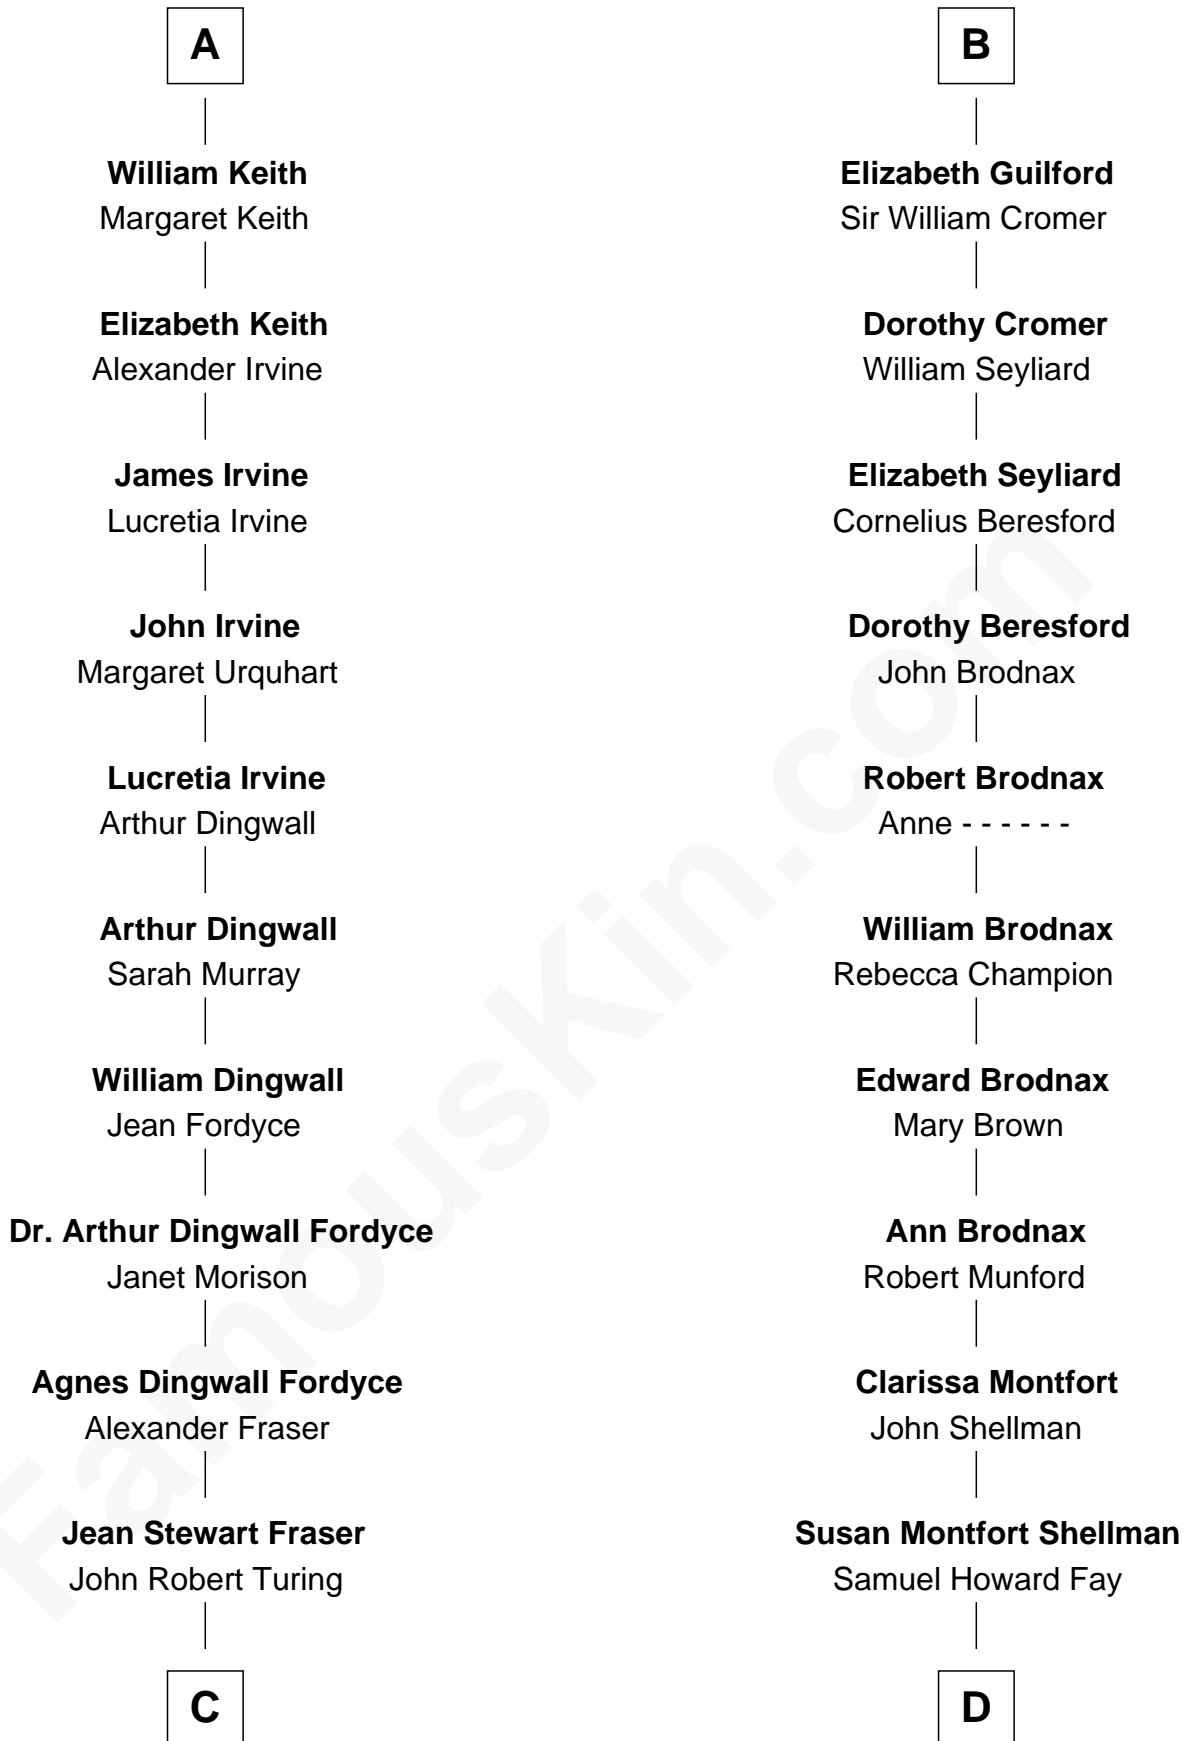 A
William Keith
Margaret Keith
Elizabeth Keith
Alexander Irvine
James Irvine
Lucretia Irvine
John Irvine
Margaret Urquhart
Lucretia Irvine
Arthur Dingwall
Arthur Dingwall
Sarah Murray
William Dingwall
Jean Fordyce
Dr. Arthur Dingwall Fordyce
Janet Morison
Agnes Dingwall Fordyce
Alexander Fraser
Jean Stewart Fraser
John Robert Turing
C
B
Elizabeth Guilford
Sir William Cromer
Dorothy Cromer
William Seyliard
Elizabeth Seyliard
Cornelius Beresford
Dorothy Beresford
John Brodnax
Robert Brodnax
Anne - - - - - -
William Brodnax
Rebecca Champion
Edward Brodnax
Mary Brown
Ann Brodnax
Robert Munford
Clarissa Montfort
John Shellman
Susan Montfort Shellman
Samuel Howard Fay
D
FamousKin.com